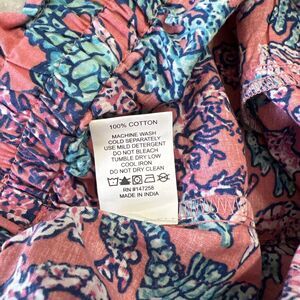 100% COTTON
MACHINE WASH
COLD SEPARATELY
USE MILD DETERGENT
DO NOT BLEACH
TUMBLE DRY LOW
COOL IRON
DO NOT DRY CLEAN
RN #147258
MADE IN INDIA